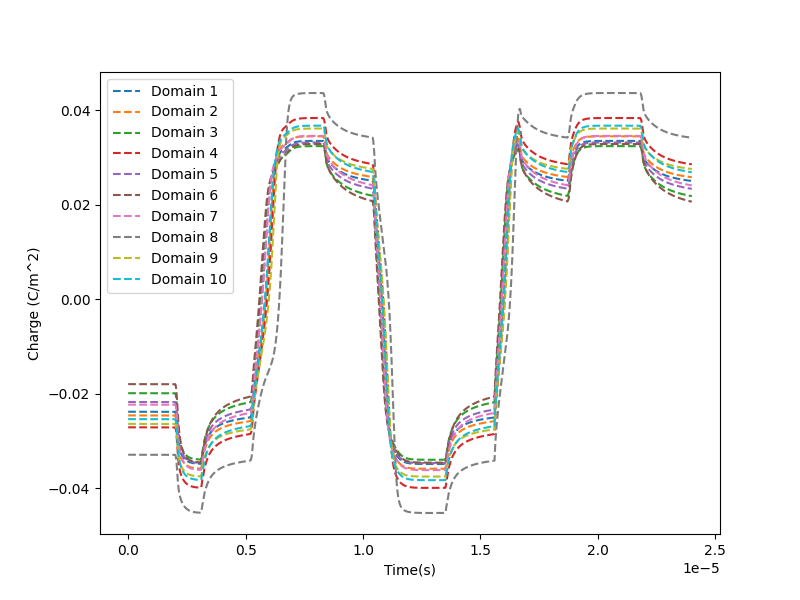 Domain 1
Domain 2
Domain 3
Domain 4
Domain 5
Domain 6
Domain 7
Domain 8
Domain 9
Domain 10
Charge (C/m^2)
0.04
0.02
0.00
−0.02
−0.04
0.0 0.5 1.0 1.5 2.0 2.5
1e−5
Time(s)